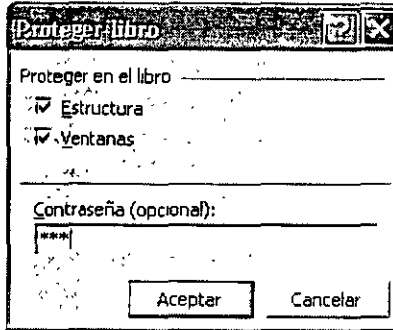 Proteger libro
Proteger en el libro
Estructura
Ventanas
Contraseña (opcional):
***
Aceptar
Cancelar